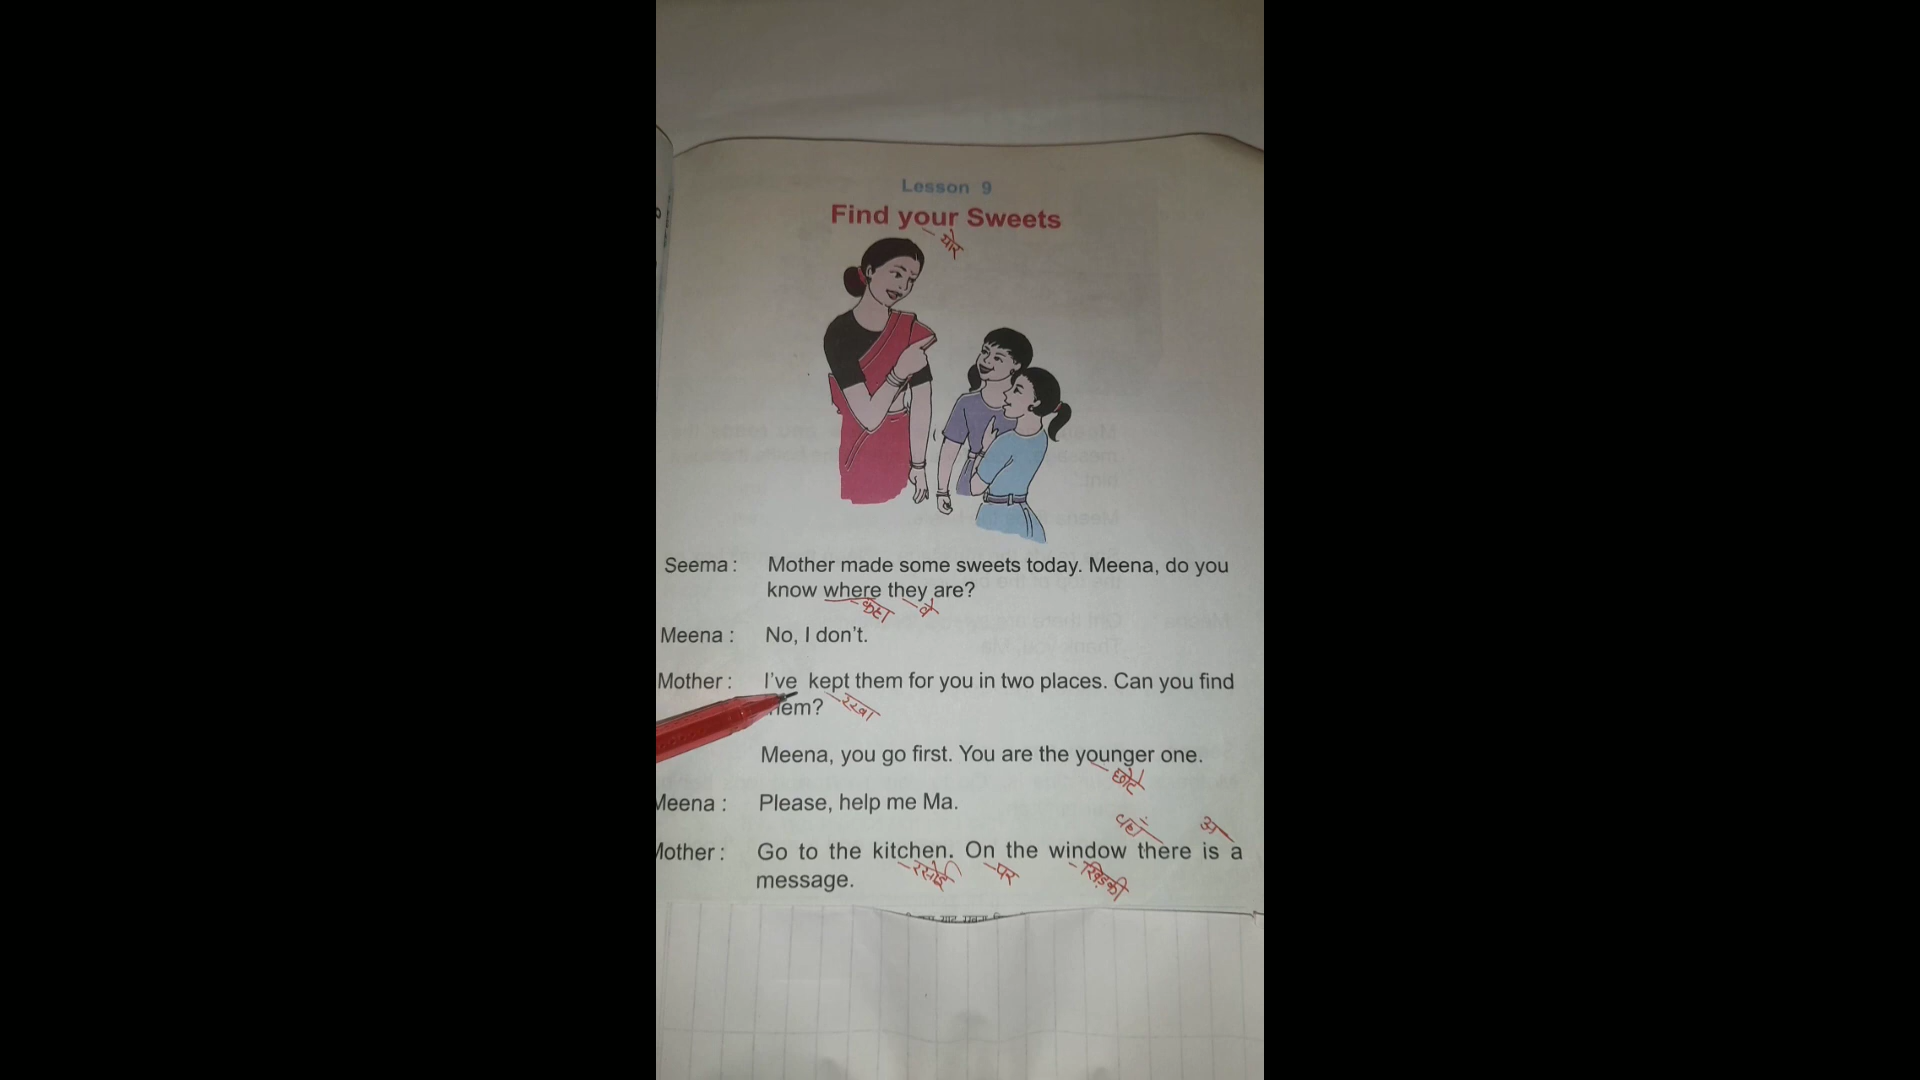 Lesson 9
Find your Sweets
योर
Seema : Mother made some sweets today. Meena, do you
know where they are?
कहा वे
Meena : No, I don't.
Mother : I've kept them for you in two places. Can you find
hem?
रखा
Meena, you go first. You are the younger one.
छोटे
Meena : Please, help me Ma.
वहां अ
Mother : Go to the kitchen. On the window there is a
रसोई पर खिड़की
message.